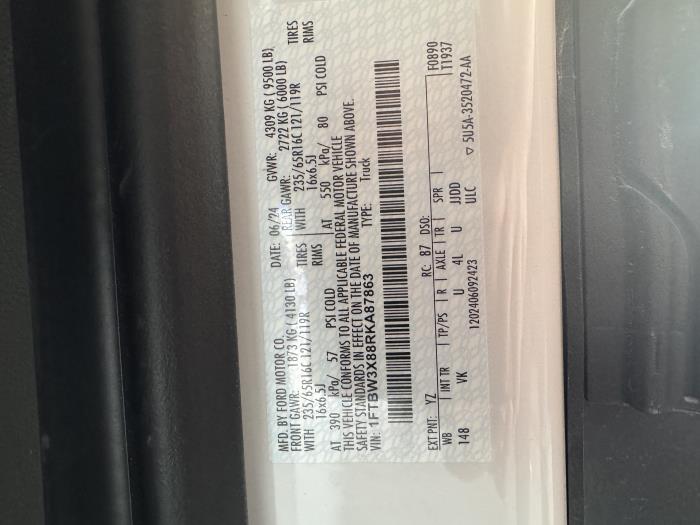 MFD. BY FORD MOTOR CO.
DATE: 06/24 GVWR: 4309 KG ( 9500 LB)
FRONT GAWR: 1873 KG ( 4130 LB) REAR GAWR: 2722 KG ( 6000 LB)
WITH 235/65R16C 121/119R TIRES WITH 235/65R16C 121/119R TIRES
16x6.5J RIMS 16x6.5J RIMS
AT 390 kPa/ 57 PSI COLD AT 550 kPa/ 80 PSI COLD
THIS VEHICLE CONFORMS TO ALL APPLICABLE FEDERAL MOTOR VEHICLE
SAFETY STANDARDS IN EFFECT ON THE DATE OF MANUFACTURE SHOWN ABOVE.
VIN: 1FTBW3X88RKA87863 TYPE: Truck
EXT PNT: YZ RC: 87 DSO: F0890
WB INT TR TP/PS R AXLE TR SPR T1937
148 VK U 4L U JJDD
1202406092423 ULC ▽ 5U5A-3520472-AA